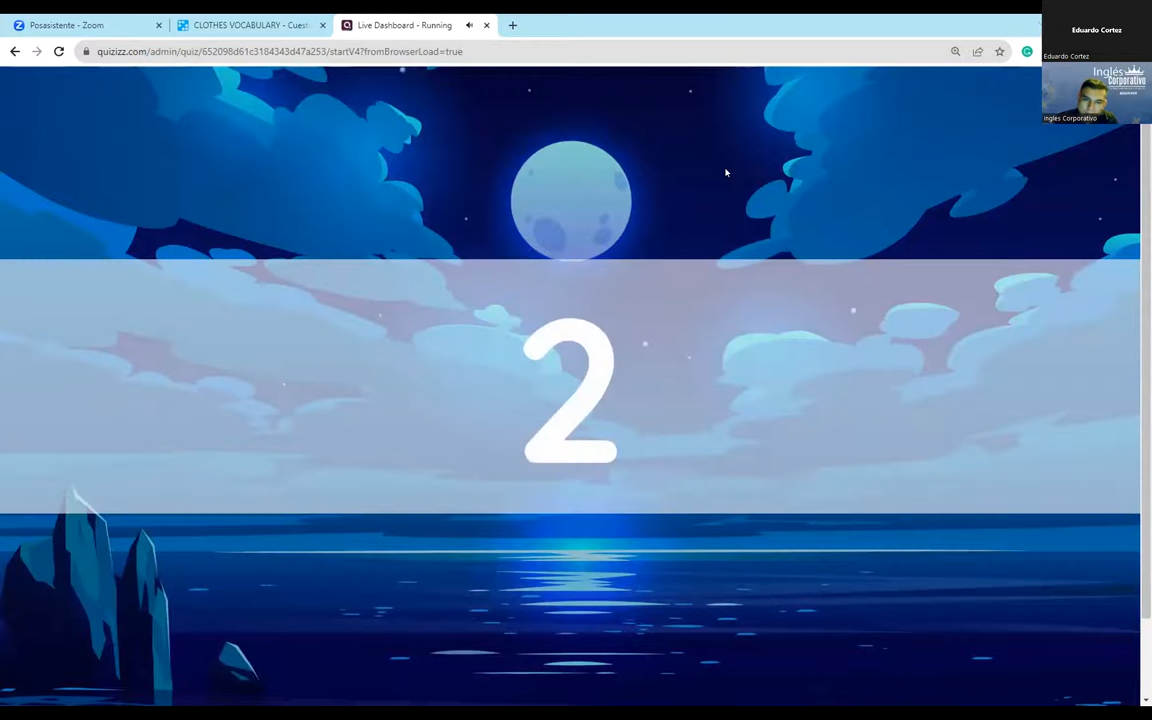 Posasistente - Zoom
CLOTHES VOCABULARY - Cuest
Live Dashboard - Running
quizizz.com/admin/quiz/652098d61c3184343d47a253/startV4?fromBrowserLoad=true
Eduardo Cortez
Eduardo Cortez
Inglés
Corporativo
Ingles Corporativo
2